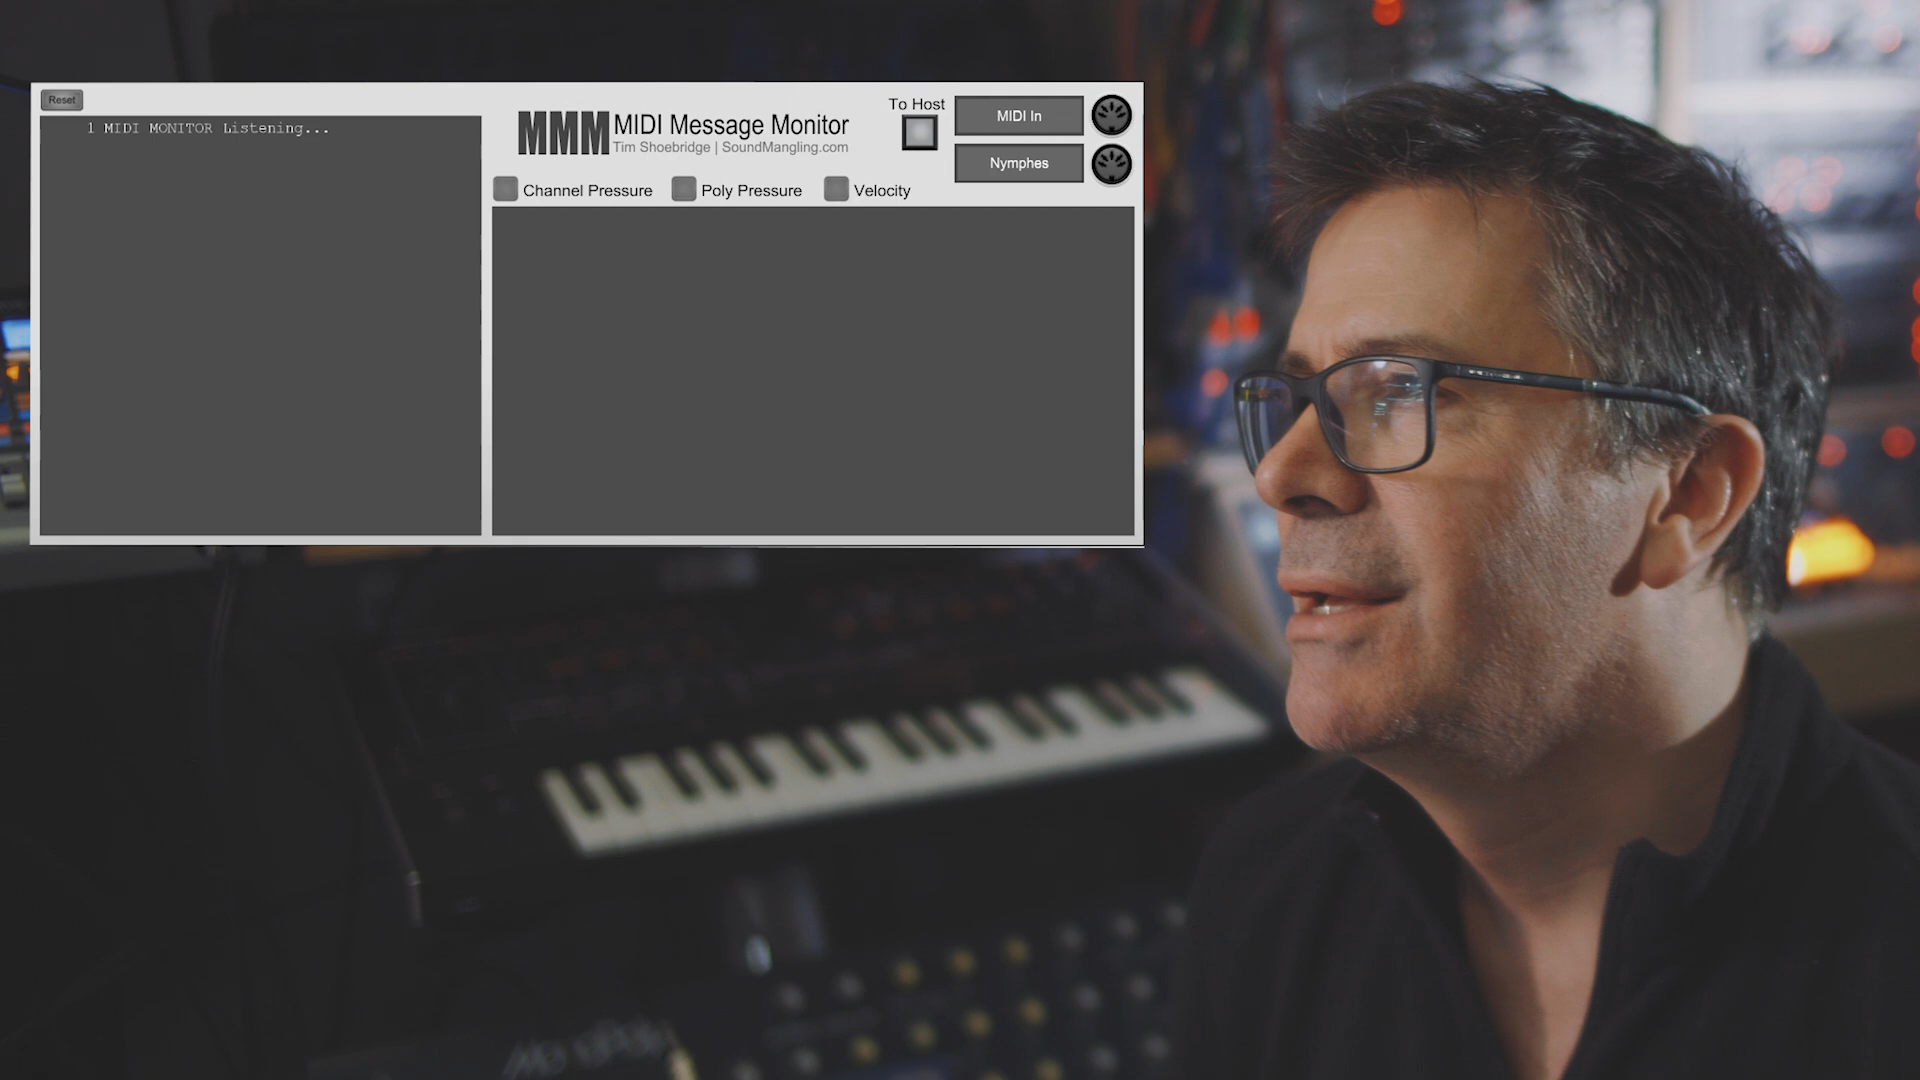 Reset
1 MIDI MONITOR Listening...
MMM MIDI Message Monitor
Tim Shoebridge | SoundMangling.com
To Host
MIDI In
Nymphes
Channel Pressure
Poly Pressure
Velocity